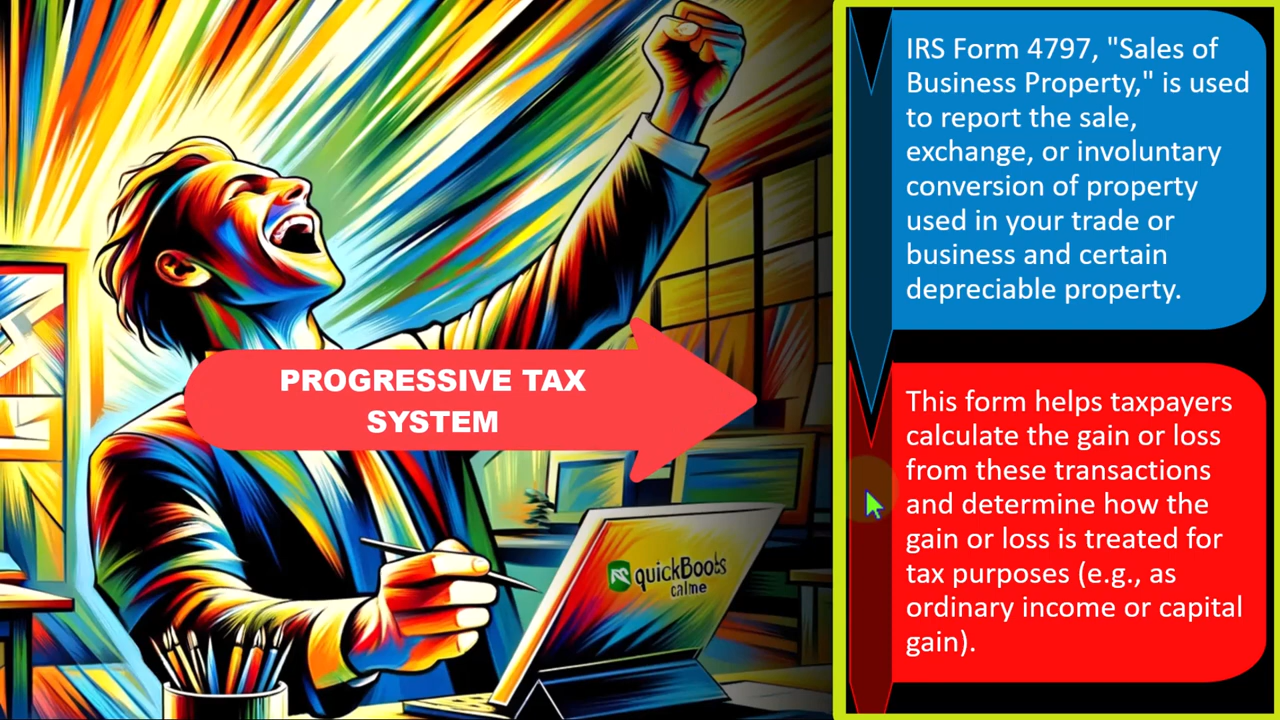 PROGRESSIVE TAX
SYSTEM
quickBoots
calme
IRS Form 4797, "Sales of
Business Property," is used
to report the sale,
exchange, or involuntary
conversion of property
used in your trade or
business and certain
depreciable property.
This form helps taxpayers
calculate the gain or loss
from these transactions
and determine how the
gain or loss is treated for
tax purposes (e.g., as
ordinary income or capital
gain).